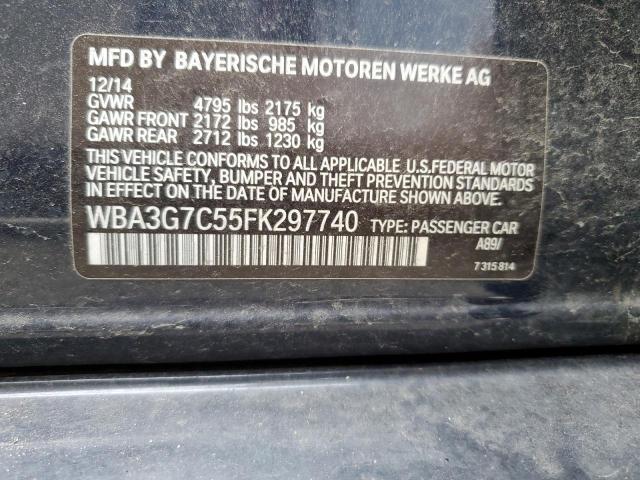 MFD BY BAYERISCHE MOTOREN WERKE AG
12/14
GVWR 4795 lbs 2175 kg
GAWR FRONT 2172 lbs 985 kg
GAWR REAR 2712 lbs 1230 kg
THIS VEHICLE CONFORMS TO ALL APPLICABLE U.S.FEDERAL MOTOR
VEHICLE SAFETY, BUMPER AND THEFT PREVENTION STANDARDS
IN EFFECT ON THE DATE OF MANUFACTURE SHOWN ABOVE.
WBA3G7C55FK297740 TYPE: PASSENGER CAR
A89/
7 315 814